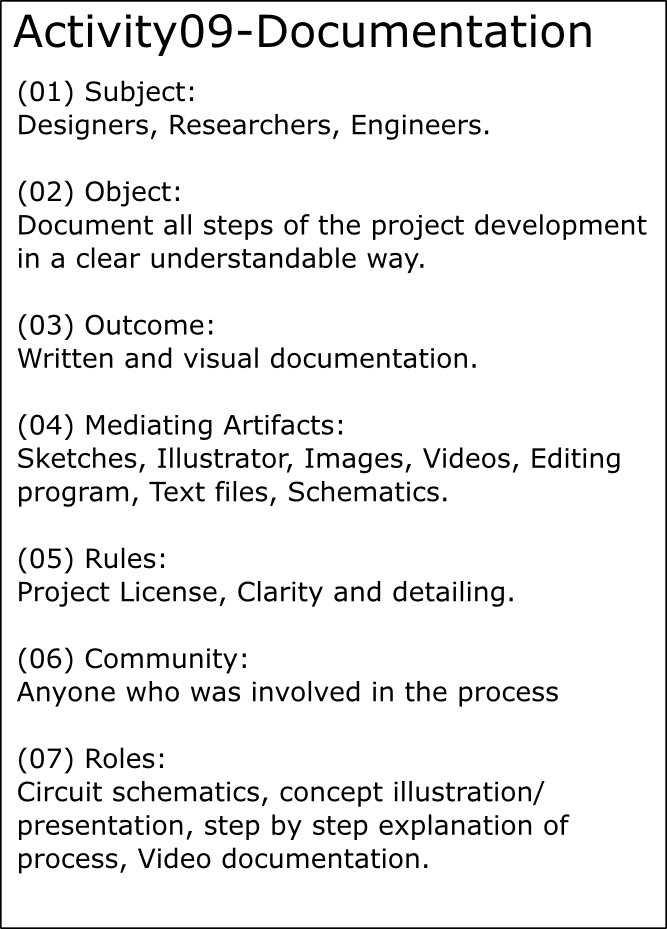 Activity09-Documentation
(01) Subject:
Designers, Researchers, Engineers.
(02) Object:
Document all steps of the project development
in a clear understandable way.
(03) Outcome:
Written and visual documentation.
(04) Mediating Artifacts:
Sketches, Illustrator, Images, Videos, Editing
program, Text files, Schematics.
(05) Rules:
Project License, Clarity and detailing.
(06) Community:
Anyone who was involved in the process
(07) Roles:
Circuit schematics, concept illustration/
presentation, step by step explanation of
process, Video documentation.